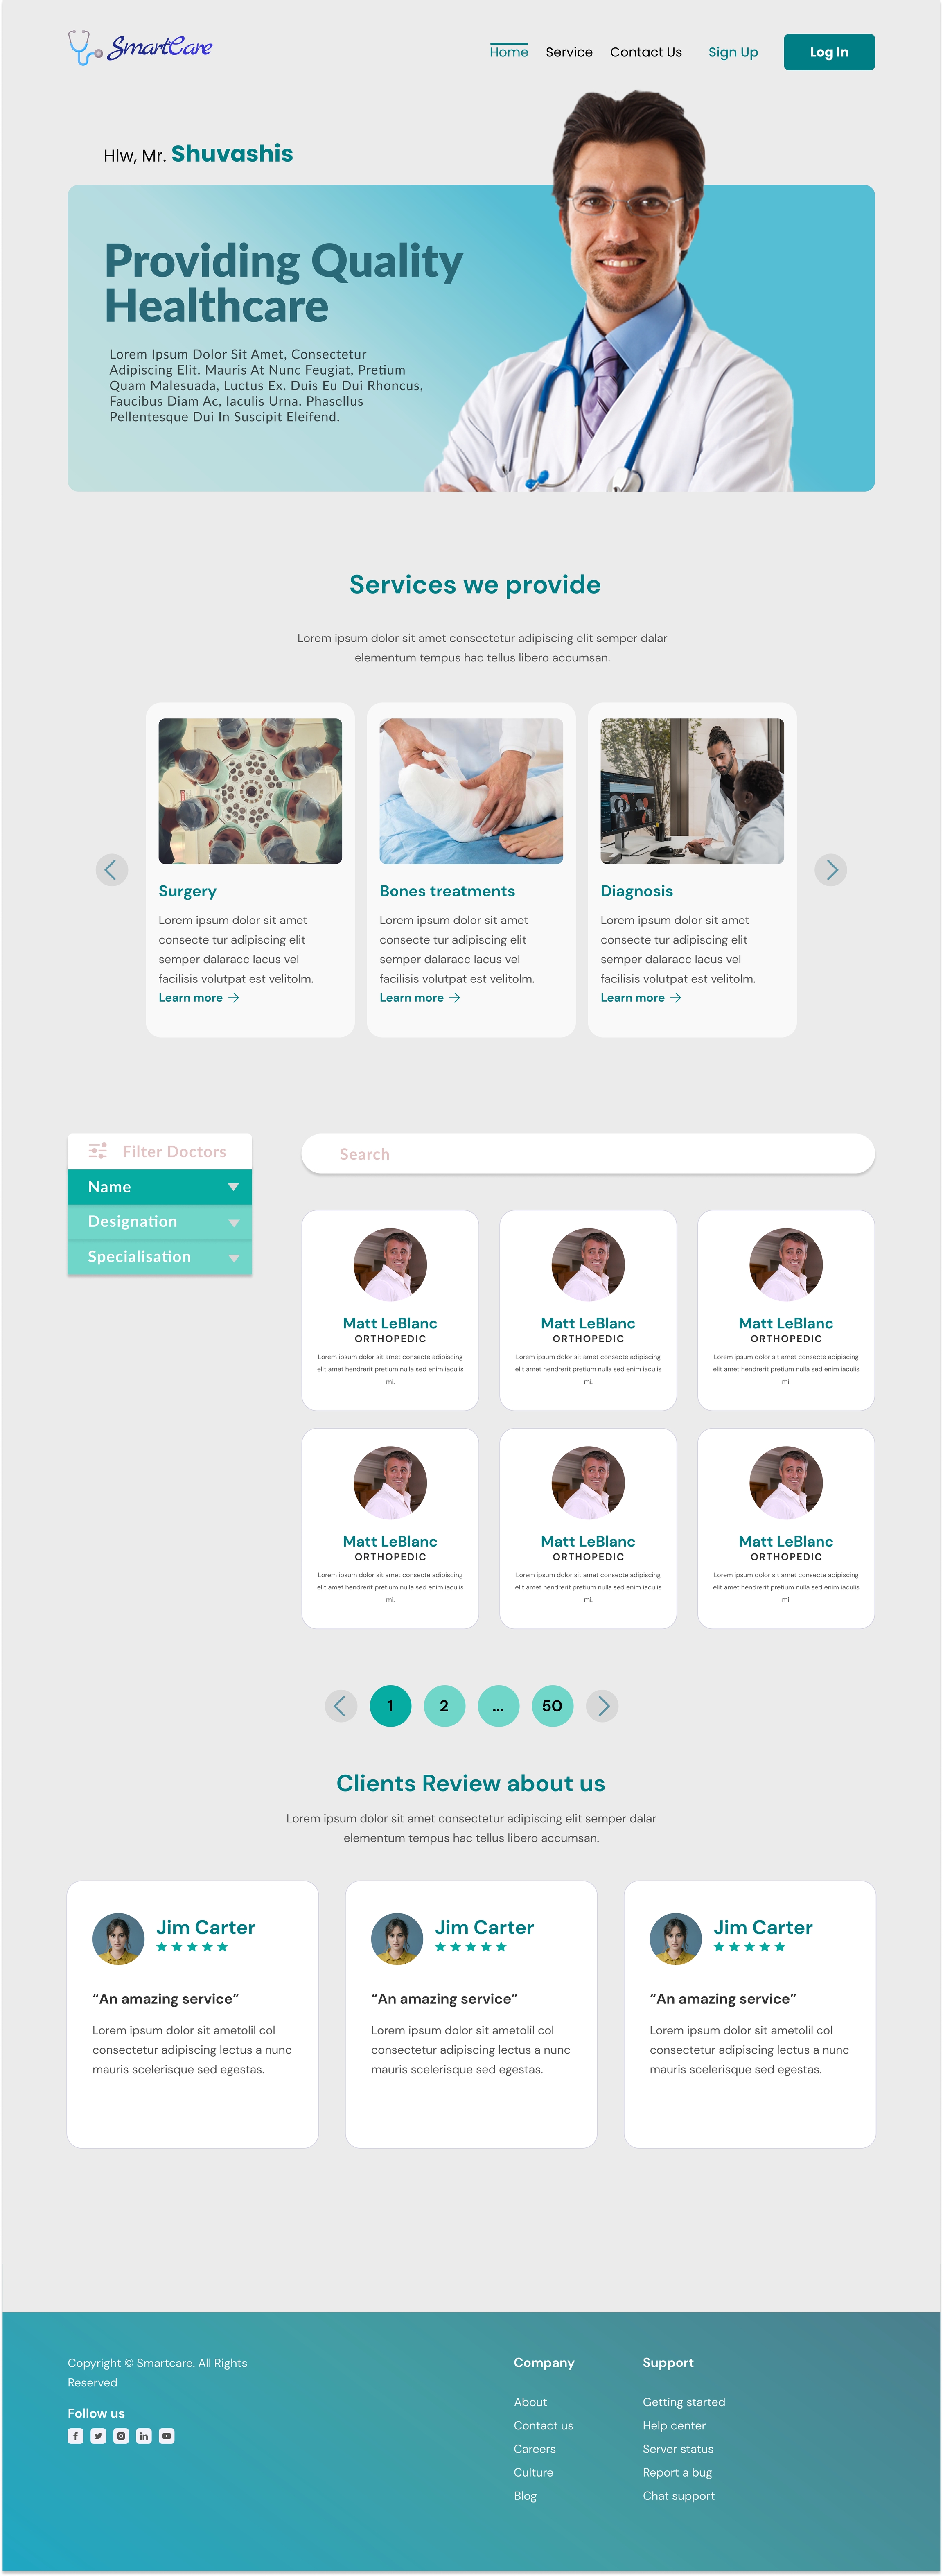 SmartCare
Home Service Contact Us Sign Up Log In
Hlw, Mr. Shuvashis
Providing Quality
Healthcare
Lorem Ipsum Dolor Sit Amet, Consectetur
Adipiscing Elit. Mauris At Nunc Feugiat, Pretium
Quam Malesuada, Luctus Ex. Duis Eu Dui Rhoncus,
Faucibus Diam Ac, Iaculis Urna. Phasellus
Pellentesque Dui In Suscipit Eleifend.
Services we provide
Lorem ipsum dolor sit amet consectetur adipiscing elit semper dalar
elementum tempus hac tellus libero accumsan.
Surgery
Lorem ipsum dolor sit amet
consecte tur adipiscing elit
semper dalaracc lacus vel
facilisis volutpat est velitolm.
Learn more
Bones treatments
Lorem ipsum dolor sit amet
consecte tur adipiscing elit
semper dalaracc lacus vel
facilisis volutpat est velitolm.
Learn more
Diagnosis
Lorem ipsum dolor sit amet
consecte tur adipiscing elit
semper dalaracc lacus vel
facilisis volutpat est velitolm.
Learn more
Filter Doctors
Name
Designation
Specialisation
Search
Matt LeBlanc
ORTHOPEDIC
Lorem ipsum dolor sit amet consecte adipiscing
elit amet hendrerit pretium nulla sed enim iaculis
mi.
Matt LeBlanc
ORTHOPEDIC
Lorem ipsum dolor sit amet consecte adipiscing
elit amet hendrerit pretium nulla sed enim iaculis
mi.
Matt LeBlanc
ORTHOPEDIC
Lorem ipsum dolor sit amet consecte adipiscing
elit amet hendrerit pretium nulla sed enim iaculis
mi.
Matt LeBlanc
ORTHOPEDIC
Lorem ipsum dolor sit amet consecte adipiscing
elit amet hendrerit pretium nulla sed enim iaculis
mi.
Matt LeBlanc
ORTHOPEDIC
Lorem ipsum dolor sit amet consecte adipiscing
elit amet hendrerit pretium nulla sed enim iaculis
mi.
Matt LeBlanc
ORTHOPEDIC
Lorem ipsum dolor sit amet consecte adipiscing
elit amet hendrerit pretium nulla sed enim iaculis
mi.
1 2 ... 50
Clients Review about us
Lorem ipsum dolor sit amet consectetur adipiscing elit semper dalar
elementum tempus hac tellus libero accumsan.
Jim Carter
“An amazing service”
Lorem ipsum dolor sit ametolil col
consectetur adipiscing lectus a nunc
mauris scelerisque sed egestas.
Jim Carter
“An amazing service”
Lorem ipsum dolor sit ametolil col
consectetur adipiscing lectus a nunc
mauris scelerisque sed egestas.
Jim Carter
“An amazing service”
Lorem ipsum dolor sit ametolil col
consectetur adipiscing lectus a nunc
mauris scelerisque sed egestas.
Copyright © Smartcare. All Rights
Reserved
Follow us
Company
About
Contact us
Careers
Culture
Blog
Support
Getting started
Help center
Server status
Report a bug
Chat support